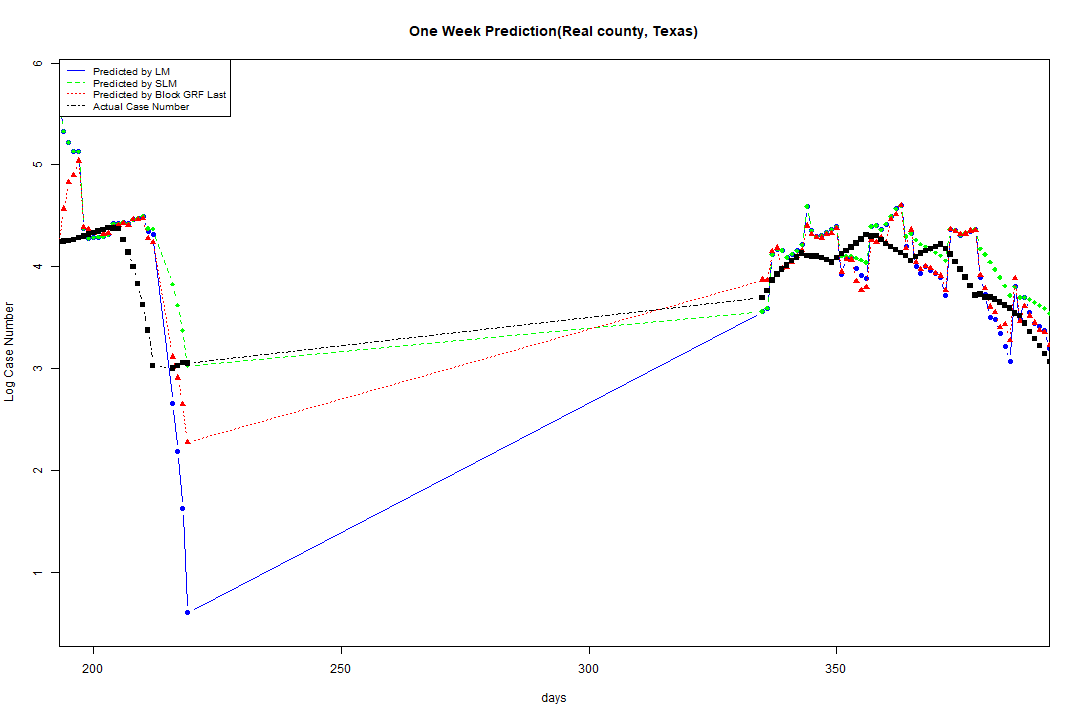 One Week Prediction(Real county, Texas)
Predicted by LM
Predicted by SLM
Predicted by Block GRF Last
Actual Case Number
6
5
4
3
2
1
Log Case Number
200
250
300
350
days